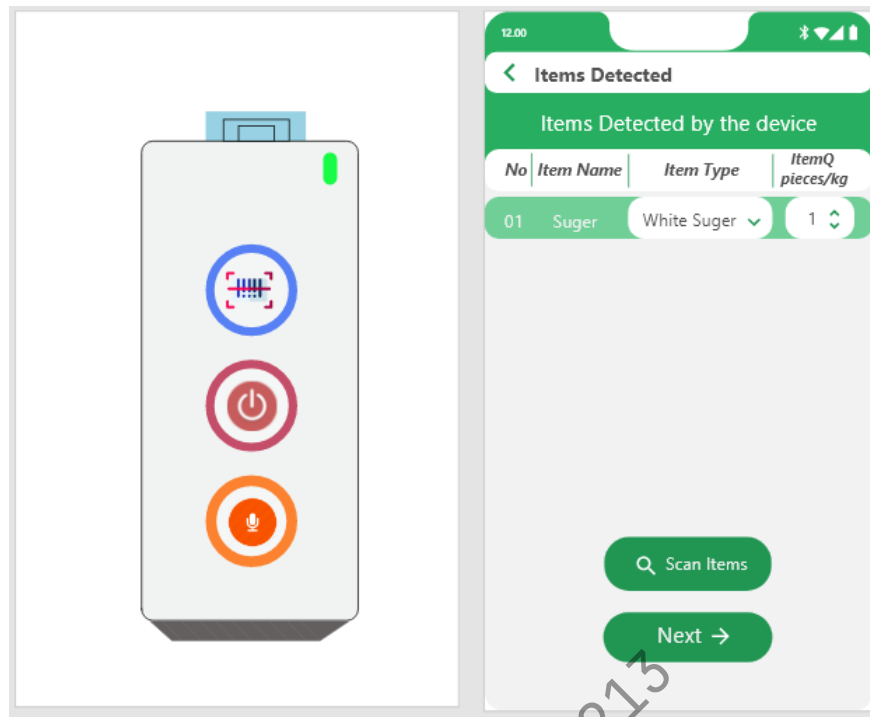 12.00
Items Detected
Items Detected by the device
No Item Name Item Type ItemQ pieces/kg
01 Suger White Suger 1
Scan Items
Next
213